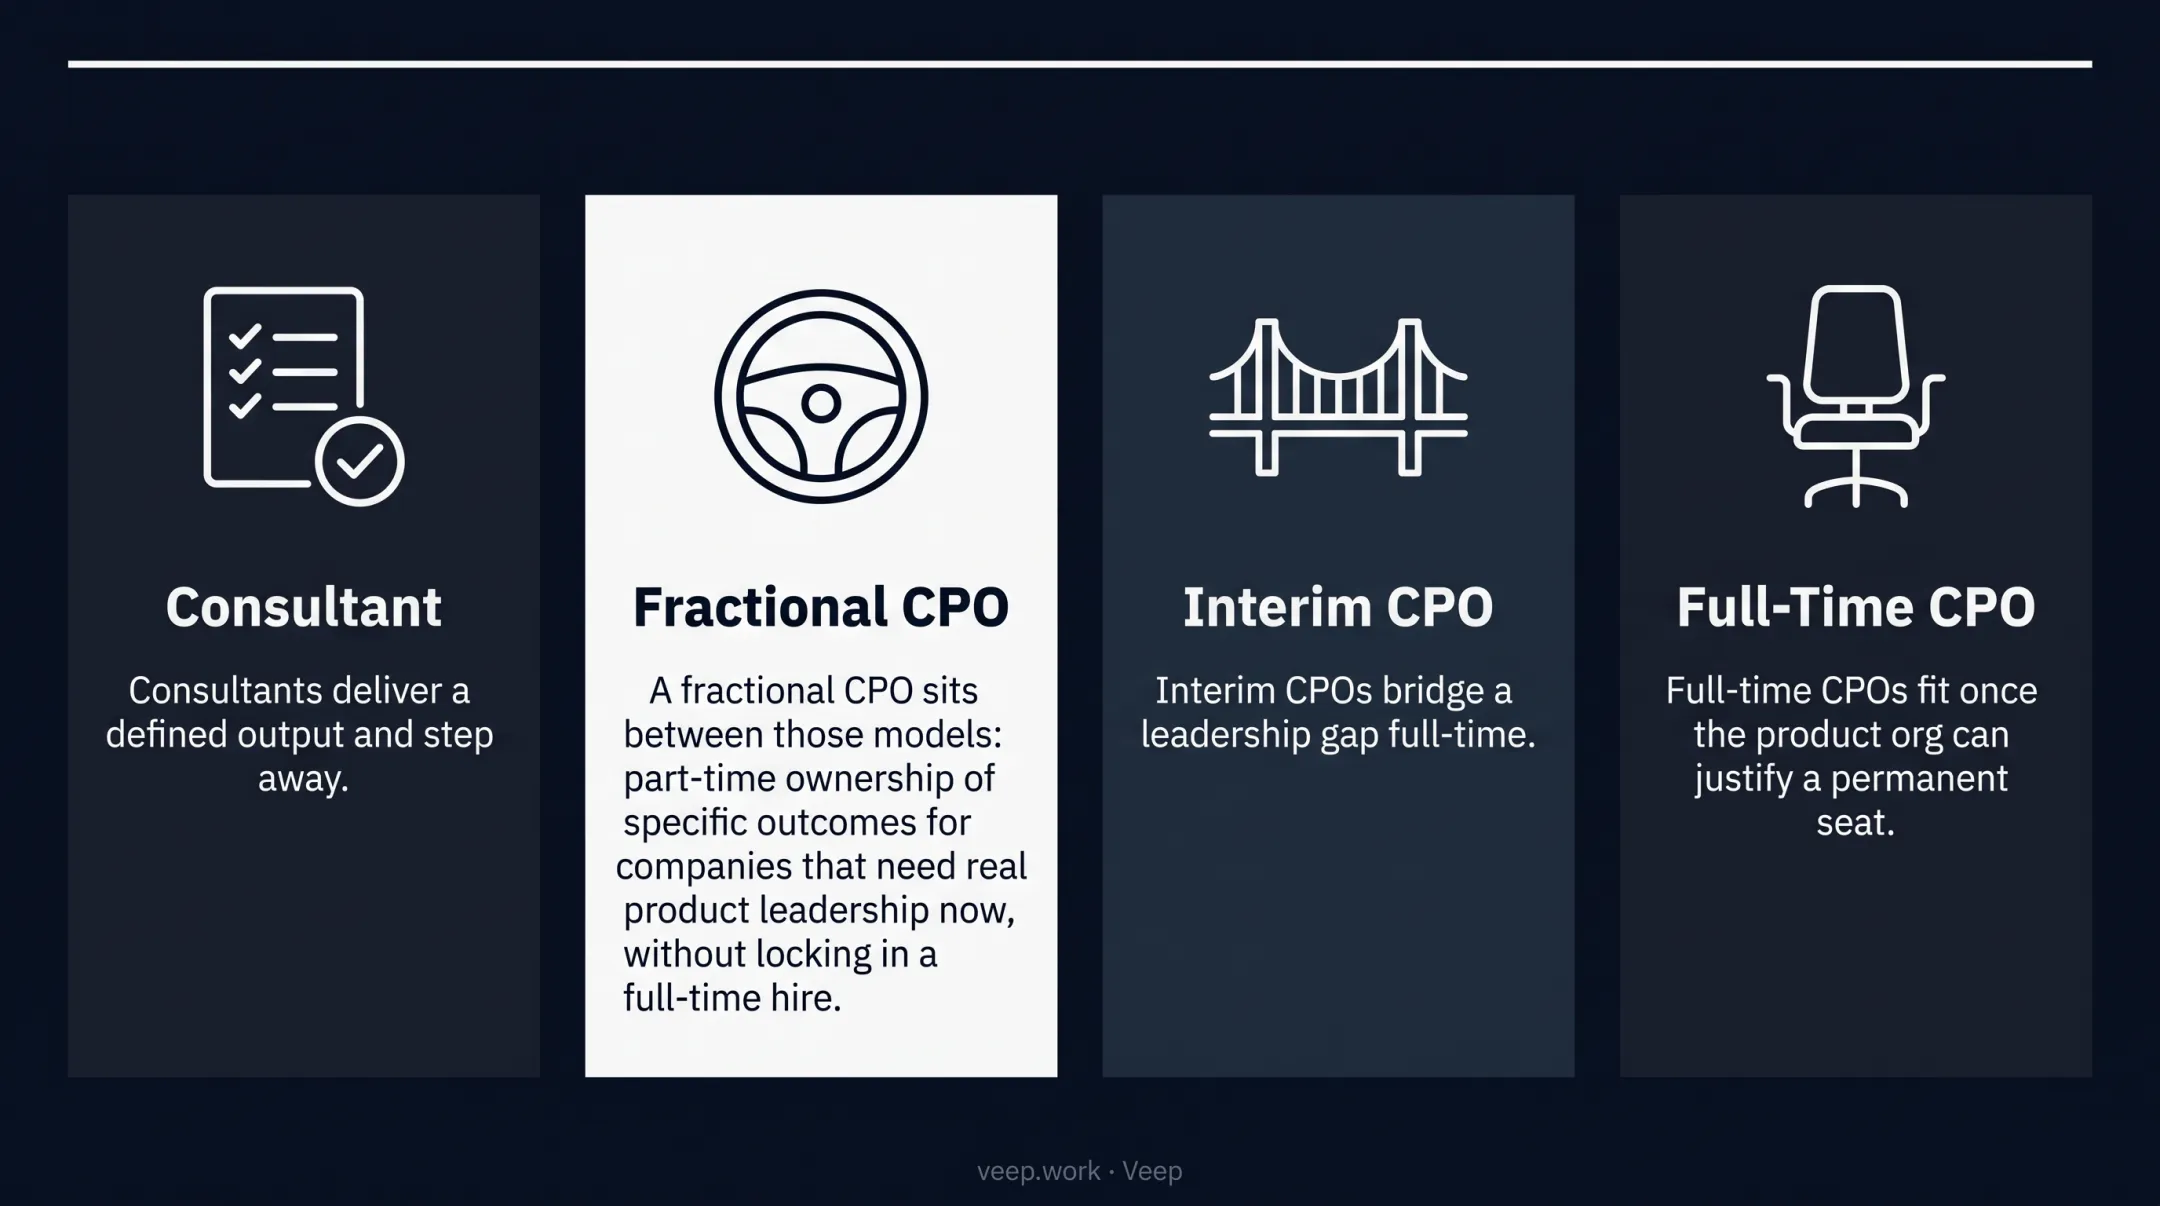 Consultant
Consultants deliver a
defined output and step
away.
Fractional CPO
A fractional CPO sits
between those models:
part-time ownership of
specific outcomes for
companies that need real
product leadership now,
without locking in a
full-time hire.
Interim CPO
Interim CPOs bridge a
leadership gap full-time.
Full-Time CPO
Full-time CPOs fit once
the product org can
justify a permanent
seat.
veep.work · Veep